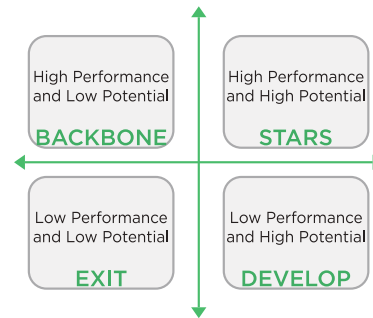 High Performance
and Low Potential
BACKBONE
High Performance
and High Potential
STARS
Low Performance
and Low Potential
EXIT
Low Performance
and High Potential
DEVELOP